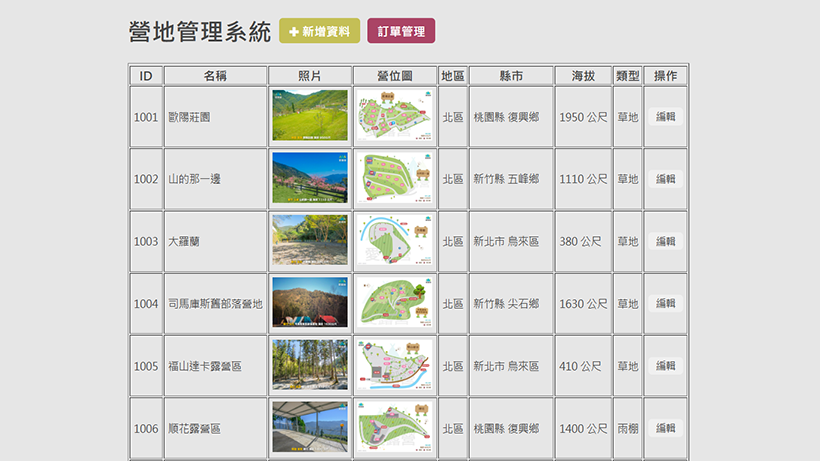 營地管理系統 新增資料 訂單管理
ID 名稱 照片 營位圖 地區 縣市 海拔 類型 操作
1001 歐陽莊園 北區 桃園縣 復興鄉 1950 公尺 草地 編輯
1002 山的那一邊 北區 新竹縣 五峰鄉 1110 公尺 草地 編輯
1003 大羅蘭 北區 新北市 烏來區 380 公尺 草地 編輯
1004 司馬庫斯舊部落營地 北區 新竹縣 尖石鄉 1630 公尺 草地 編輯
1005 福山達卡露營區 北區 新北市 烏來區 410 公尺 草地 編輯
1006 順花露營區 北區 桃園縣 復興鄉 1400 公尺 雨棚 編輯